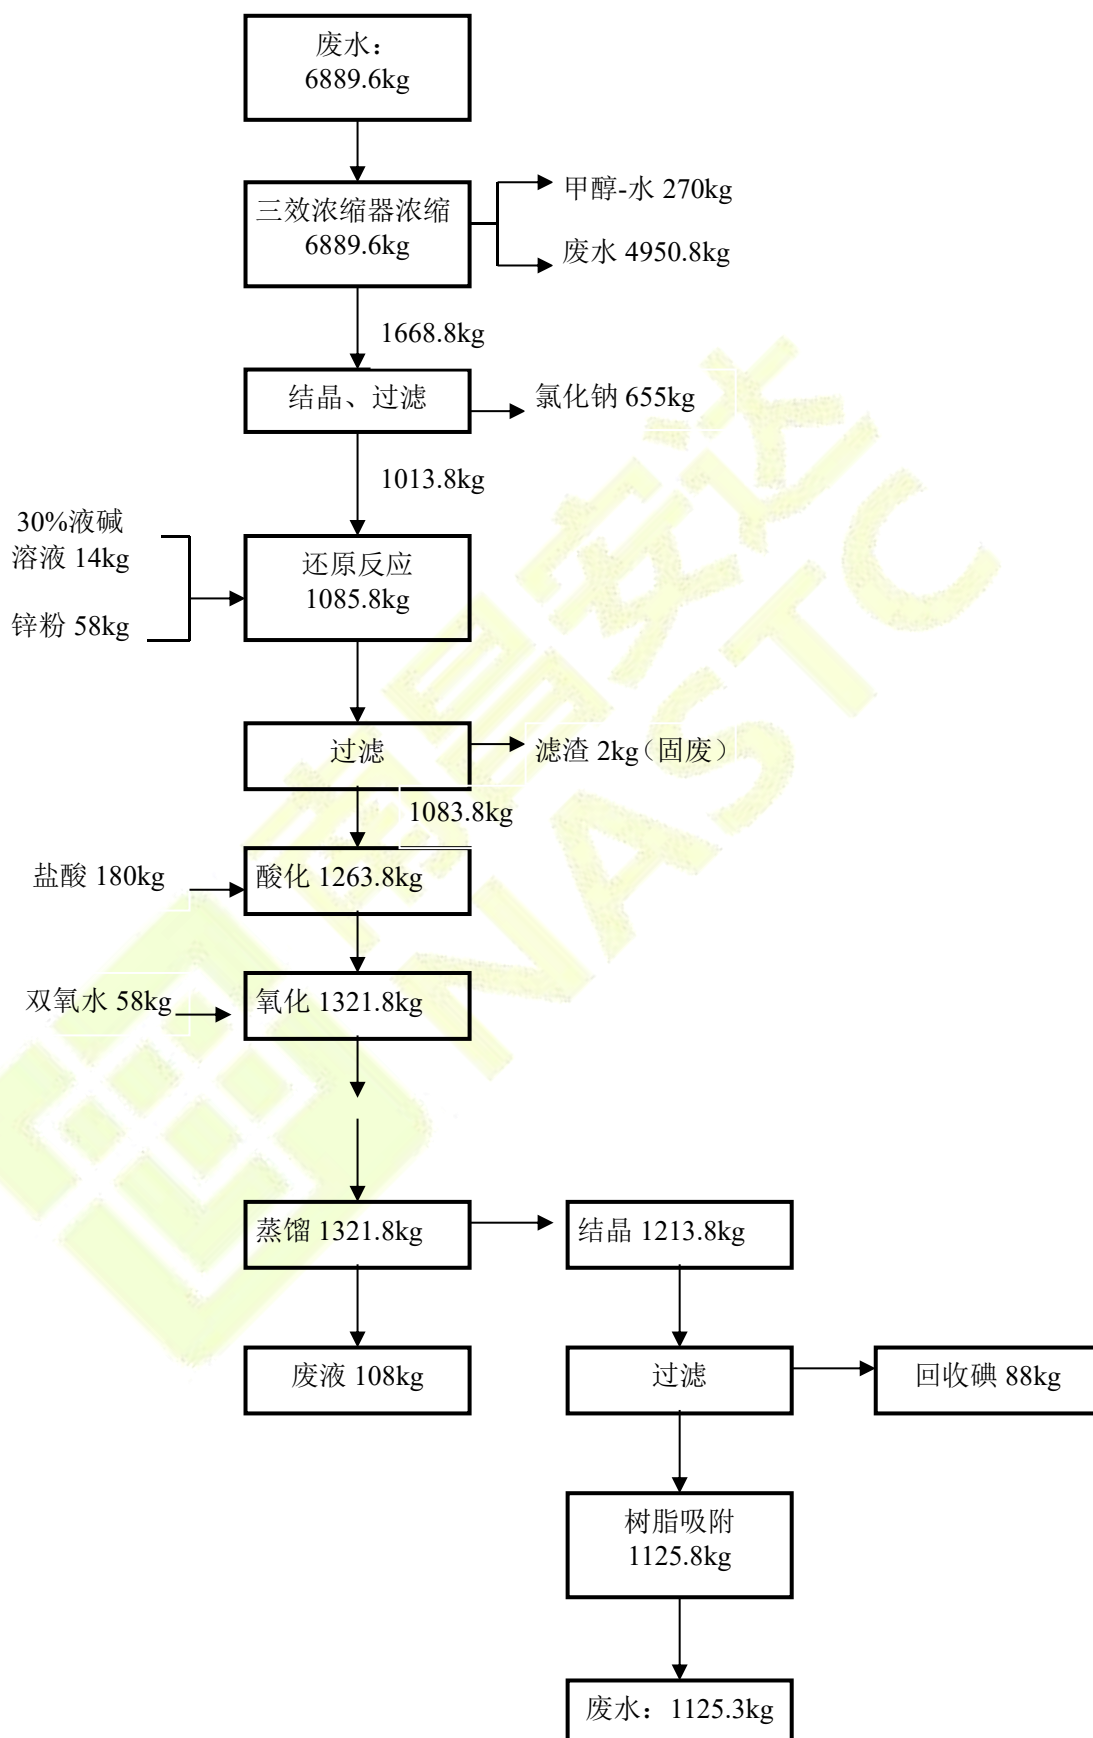 废水：
6889.6kg
三效浓缩器浓缩
6889.6kg
甲醇-水 270kg
废水 4950.8kg
1668.8kg
结晶、过滤
氯化钠 655kg
1013.8kg
30%液碱
溶液 14kg
锌粉 58kg
还原反应
1085.8kg
过滤
滤渣 2kg（固废）
1083.8kg
盐酸 180kg
酸化 1263.8kg
双氧水 58kg
氧化 1321.8kg
蒸馏 1321.8kg
结晶 1213.8kg
废液 108kg
过滤
回收碘 88kg
树脂吸附
1125.8kg
废水：1125.3kg
南昌安达
NASTC